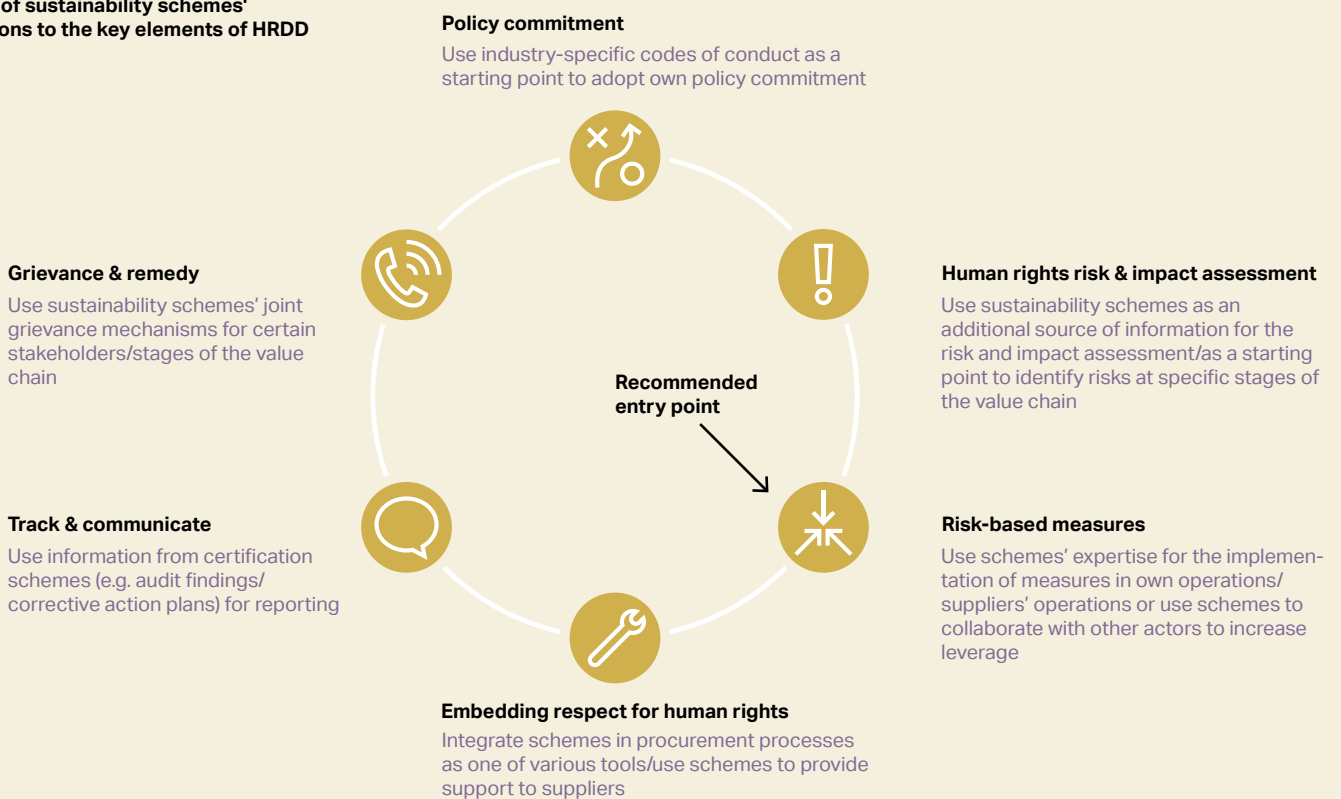 of sustainability schemes'
ons to the key elements of HRDD
Policy commitment
Use industry-specific codes of conduct as a
starting point to adopt own policy commitment
Grievance & remedy
Use sustainability schemes' joint
grievance mechanisms for certain
stakeholders/stages of the value
chain
Human rights risk & impact assessment
Use sustainability schemes as an
additional source of information for the
risk and impact assessment/as a starting
point to identify risks at specific stages of
the value chain
Recommended
entry point
Track & communicate
Use information from certification
schemes (e.g. audit findings/
corrective action plans) for reporting
Risk-based measures
Use schemes' expertise for the implemen-
tation of measures in own operations/
suppliers' operations or use schemes to
collaborate with other actors to increase
leverage
Embedding respect for human rights
Integrate schemes in procurement processes
as one of various tools/use schemes to provide
support to suppliers